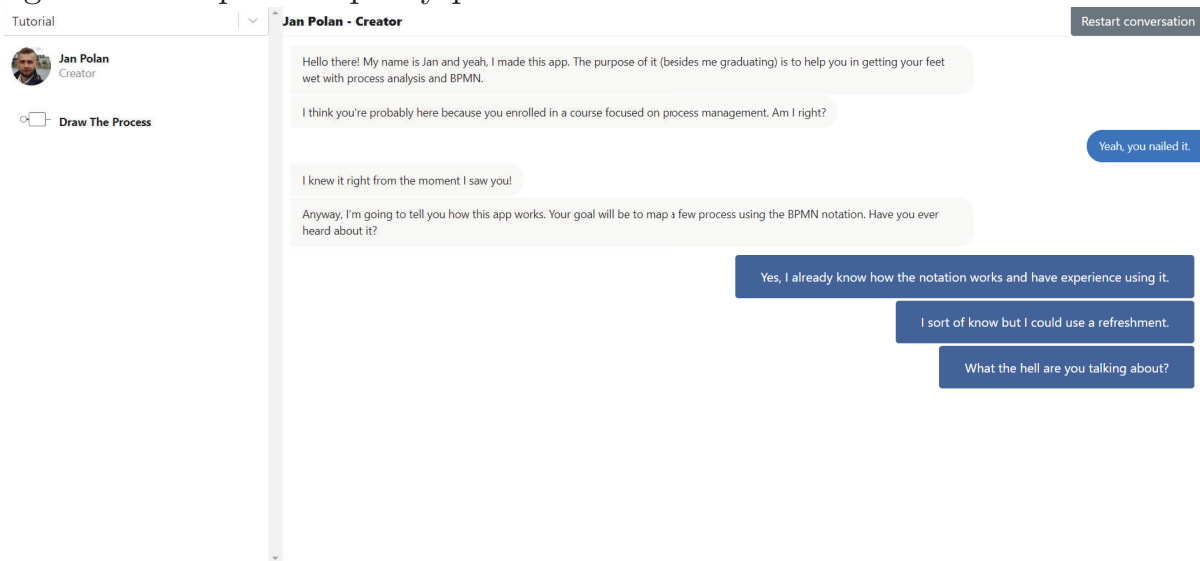 Tutorial
Jan Polan - Creator
Restart conversation
Jan Polan
Creator
Draw The Process
Hello there! My name is Jan and yeah, I made this app. The purpose of it (besides me graduating) is to help you in getting your feet
wet with process analysis and BPMN.
I think you're probably here because you enrolled in a course focused on process management. Am I right?
Yeah, you nailed it.
I knew it right from the moment I saw you!
Anyway, I'm going to tell you how this app works. Your goal will be to map a few process using the BPMN notation. Have you ever
heard about it?
Yes, I already know how the notation works and have experience using it.
I sort of know but I could use a refreshment.
What the hell are you talking about?